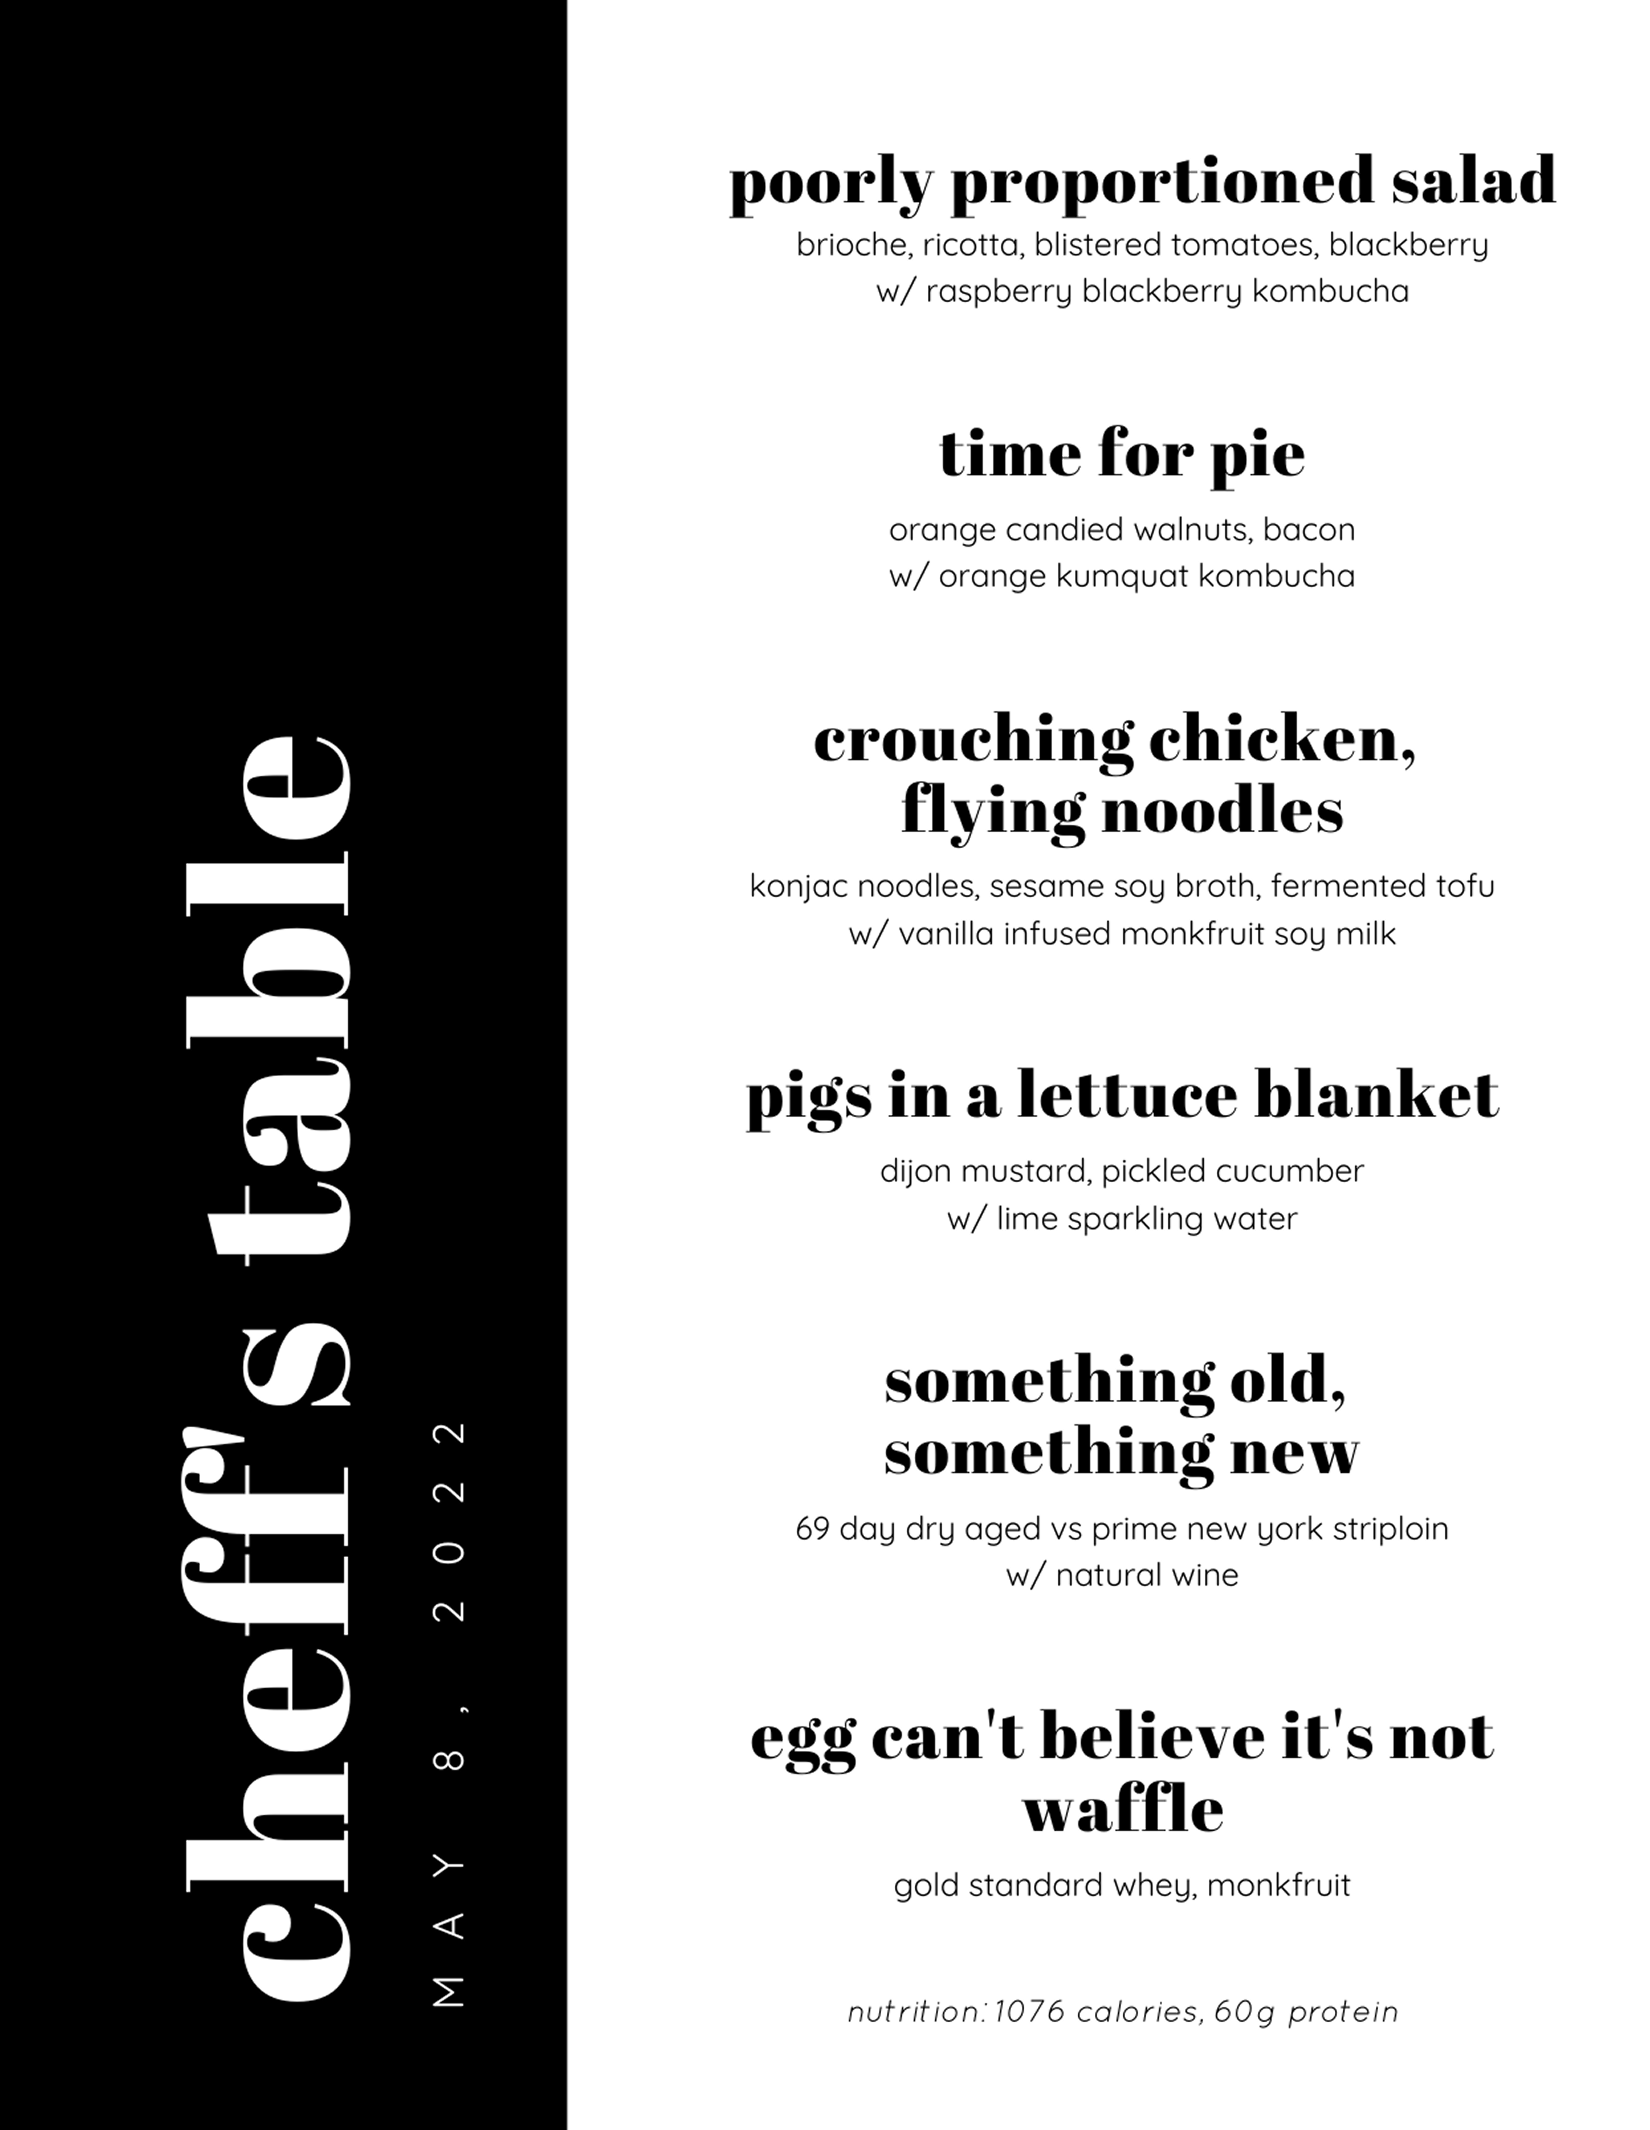 cheff's table
MAY 8, 2022
poorly proportioned salad
brioche, ricotta, blistered tomatoes, blackberry
w/ raspberry blackberry kombucha
time for pie
orange candied walnuts, bacon
w/ orange kumquat kombucha
crouching chicken,
flying noodles
konjac noodles, sesame soy broth, fermented tofu
w/ vanilla infused monkfruit soy milk
pigs in a lettuce blanket
dijon mustard, pickled cucumber
w/ lime sparkling water
something old,
something new
69 day dry aged vs prime new york striploin
w/ natural wine
egg can't believe it's not
waffle
gold standard whey, monkfruit
nutrition: 1076 calories, 60g protein